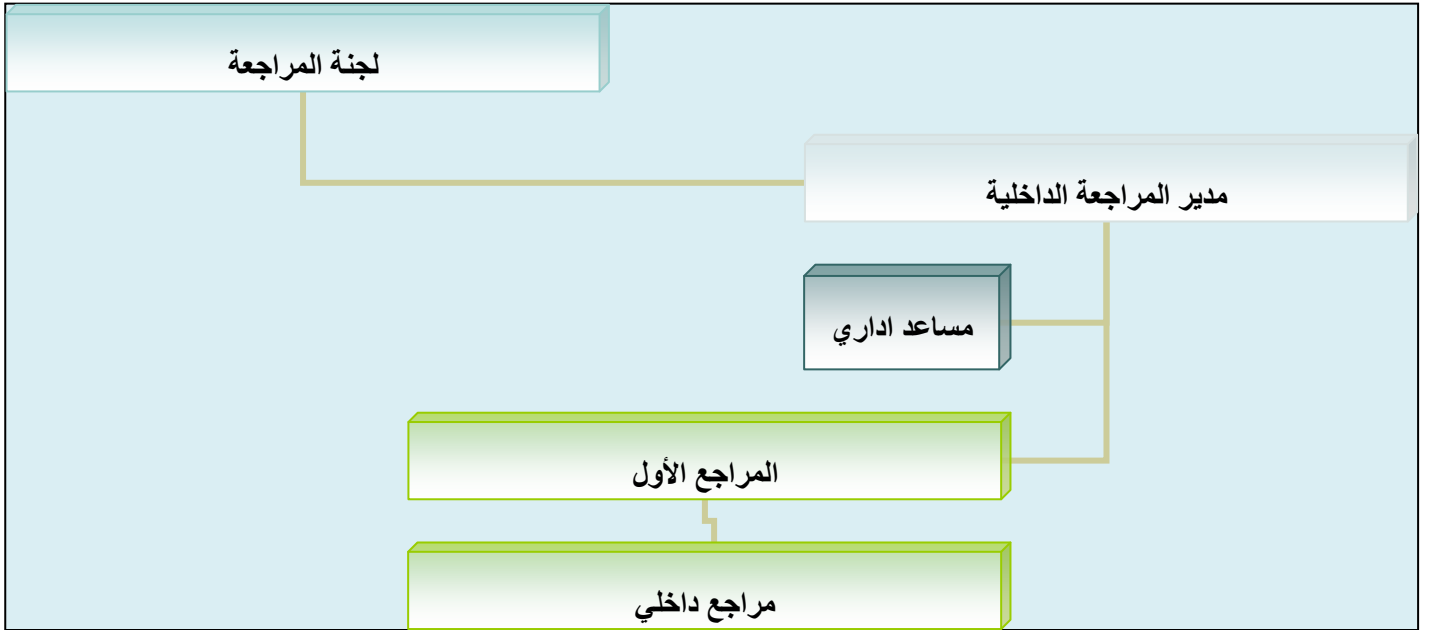 لجنة المراجعة
مدير المراجعة الداخلية
مساعد اداري
المراجع الأول
مراجع داخلي